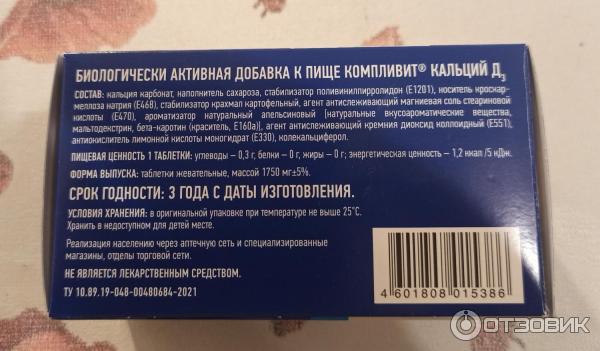 БИОЛОГИЧЕСКИ АКТИВНАЯ ДОБАВКА К ПИЩЕ КОМПЛИВИТ® КАЛЬЦИЙ Д₃
СОСТАВ: кальция карбонат, наполнитель сахароза, стабилизатор поливинилпирролидон (Е1201), носитель кроскар-
меллоза натрия (Е468), стабилизатор крахмал картофельный, агент антислеживающий магниевая соль стеариновой
кислоты (Е470), ароматизатор натуральный апельсиновый [натуральные вкусоароматические вещества,
мальтодекстрин, бета-каротин (краситель, Е160a)], агент антислеживающий кремния диоксид коллоидный (Е551),
антиокислитель лимонной кислоты моногидрат (Е330), колекальциферол.
ПИЩЕВАЯ ЦЕННОСТЬ 1 ТАБЛЕТКИ: углеводы – 0,3 г; белки – 0 г, жиры – 0 г; энергетическая ценность – 1,2 ккал /5 кДж.
ФОРМА ВЫПУСКА: таблетки жевательные, массой 1750 мг±5%.
СРОК ГОДНОСТИ: 3 ГОДА С ДАТЫ ИЗГОТОВЛЕНИЯ.
УСЛОВИЯ ХРАНЕНИЯ: в оригинальной упаковке при температуре не выше 25°С.
Хранить в недоступном для детей месте.
Реализация населению через аптечную сеть и специализированные
магазины, отделы торговой сети.
НЕ ЯВЛЯЕТСЯ ЛЕКАРСТВЕННЫМ СРЕДСТВОМ.
ТУ 10.89.19-048-00480684-2021
4 601808 015386
ОТЗОВИК